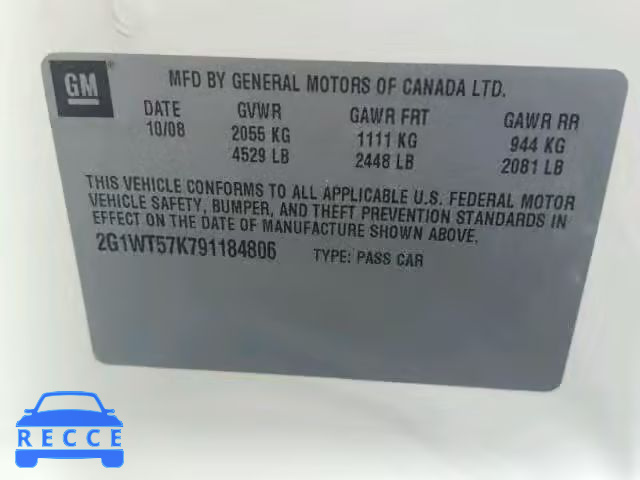 GM
MFD BY GENERAL MOTORS OF CANADA LTD.
DATE GVWR GAWR FRT GAWR RR
10/08 2055 KG 1111 KG 944 KG
4529 LB 2448 LB 2081 LB
THIS VEHICLE CONFORMS TO ALL APPLICABLE U.S. FEDERAL MOTOR
VEHICLE SAFETY, BUMPER, AND THEFT PREVENTION STANDARDS IN
EFFECT ON THE DATE OF MANUFACTURE SHOWN ABOVE.
2G1WT57K791184806 TYPE: PASS CAR
RECCE